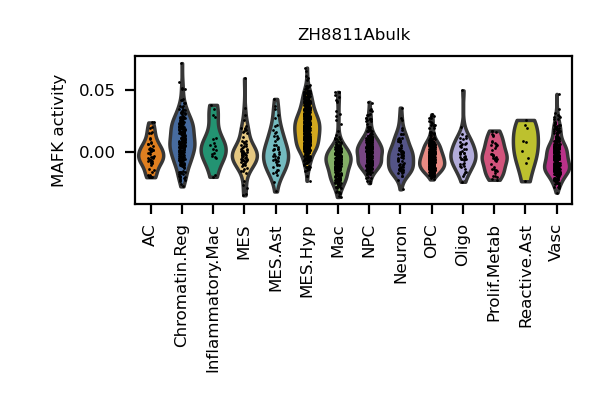 ZH8811Abulk
MAFK activity
0.05
0.00
AC
Chromatin.Reg
Inflammatory.Mac
MES
MES.Ast
MES.Hyp
Mac
NPC
Neuron
OPC
Oligo
Prolif.Metab
Reactive.Ast
Vasc